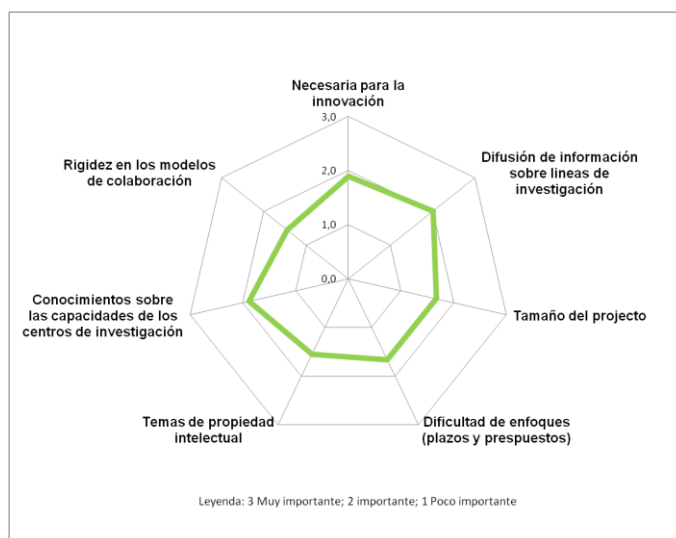 Necesaria para la
innovación
3,0
2,0
1,0
0,0
Difusión de información
sobre lineas de
investigación
Tamaño del projecto
Dificultad de enfoques
(plazos y prespuestos)
Temas de propiedad
intelectual
Conocimientos sobre
las capacidades de los
centros de investigación
Rigidez en los modelos
de colaboración
Leyenda: 3 Muy importante; 2 importante; 1 Poco importante